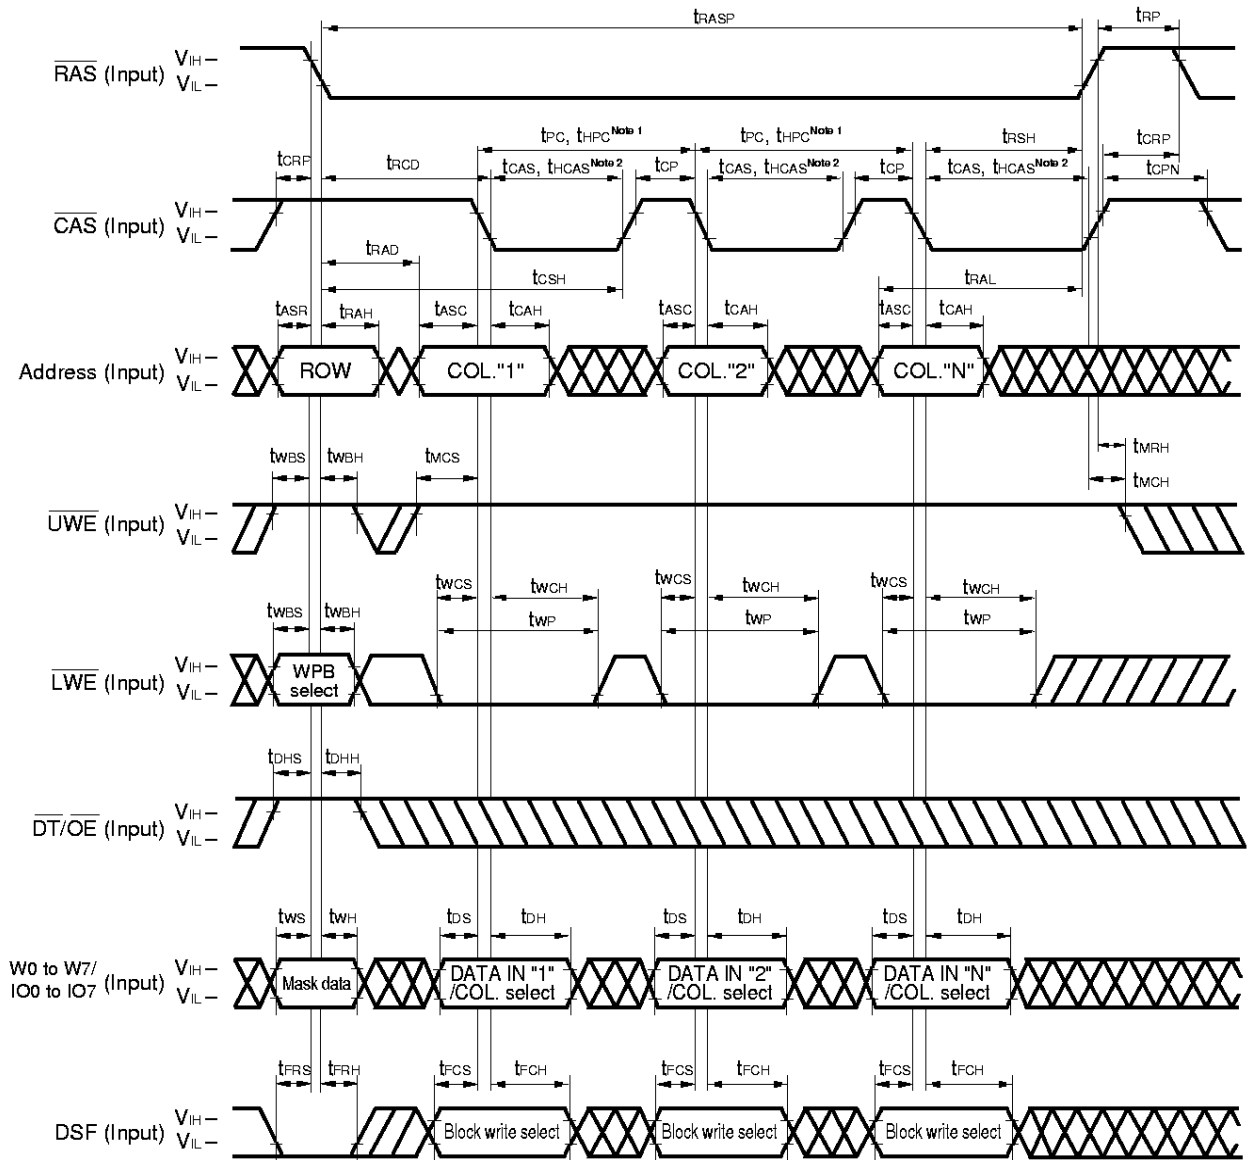 tRASP
tRP
RAS (Input)
VIH
VIL
tPC, tHPC Note 1
tPC, tHPC Note 1
tRSH
tCRP
tCRP
tRCD
tCAS, tHCAS Note 2
tCP
tCAS, tHCAS Note 2
tCP
tCAS, tHCAS Note 2
tCPN
CAS (Input)
VIH
VIL
tRAD
tCSH
tRAL
tASR
tRAH
tASC
tCAH
tASC
tCAH
tASC
tCAH
Address (Input)
VIH
VIL
ROW
COL."1"
COL."2"
COL."N"
tMRH
tWBS
tWBH
tMCS
tMCH
UWE (Input)
VIH
VIL
tWCS
tWCH
tWCS
tWCH
tWCS
tWCH
tWBS
tWBH
tWP
tWP
tWP
LWE (Input)
VIH
VIL
WPB
select
tDHS
tDHH
DT/OE (Input)
VIH
VIL
tWS
tWH
tDS
tDH
tDS
tDH
tDS
tDH
W0 to W7/
IO0 to IO7
(Input)
VIH
VIL
Mask data
DATA IN "1"
/COL. select
DATA IN "2"
/COL. select
DATA IN "N"
/COL. select
tFRS
tFRH
tFCS
tFCH
tFCS
tFCH
tFCS
tFCH
DSF (Input)
VIH
VIL
Block write select
Block write select
Block write select